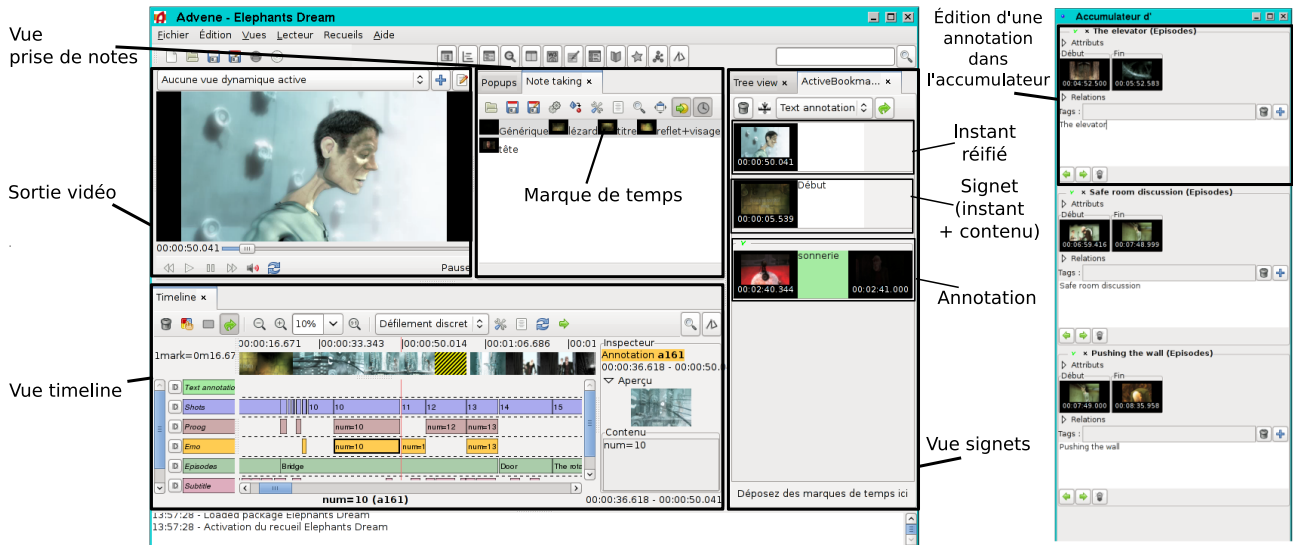 Vue
prise de notes
Sortie vidéo
Vue timeline
Advene - Elephants Dream
Fichier Édition Vues Lecteur Recueils Aide
Aucune vue dynamique active
00:00:50.041
Pause
Popups Note taking ×
Générique lézard titre reflet+visage
tête
Marque de temps
Tree view × ActiveBookma... ×
Text annotation
00:00:50.041
Début
00:00:05.539
sonnerie
00:02:40.344 00:02:41.000
Déposez des marques de temps ici
Timeline ×
10% Défilement discret
00:00:16.671 00:00:33.343 00:00:50.014 00:01:06.686 00:01
1mark=0m16.67
Inspecteur
Annotation a161
00:00:36.618 - 00:00:50.0
Aperçu
Contenu
num=10
D Text annotatio
D Shots 10 10 11 12 13 14 15
D Preog num=10 num=12 num=13
D Emo num=10 num=1 num=13
D Episodes Bridge Door The rote
D Subtitle
num=10 (a161)
00:00:36.618 - 00:00:50.041
13:57:28 - Loaded package Elephants Dream
13:57:28 - Activation du recueil Elephants Dream
Édition d'une
annotation
dans
l'accumulateur
Instant
réifié
Signet
(instant
+ contenu)
Annotation
Vue signets
Accumulateur d'
× The elevator (Episodes)
Attributs
Début Fin
00:04:52.500 00:05:52.583
Relations
Tags :
The elevator
× Safe room discussion (Episodes)
Attributs
Début Fin
00:06:59.416 00:07:48.999
Relations
Tags :
Safe room discussion
× Pushing the wall (Episodes)
Attributs
Début Fin
00:07:49.000 00:08:35.958
Relations
Tags :
Pushing the wall